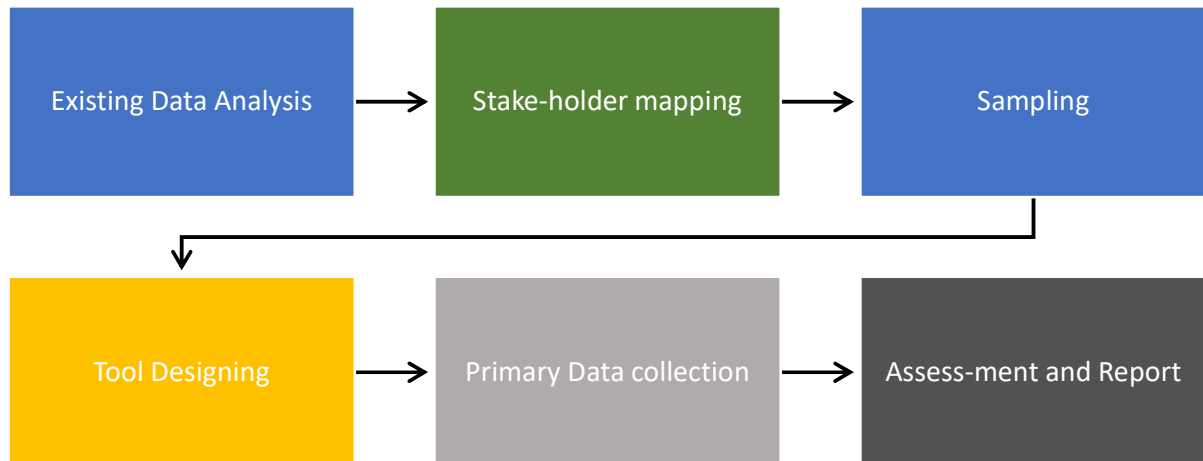 Existing Data Analysis
Stake-holder mapping
Sampling
Tool Designing
Primary Data collection
Assess-ment and Report